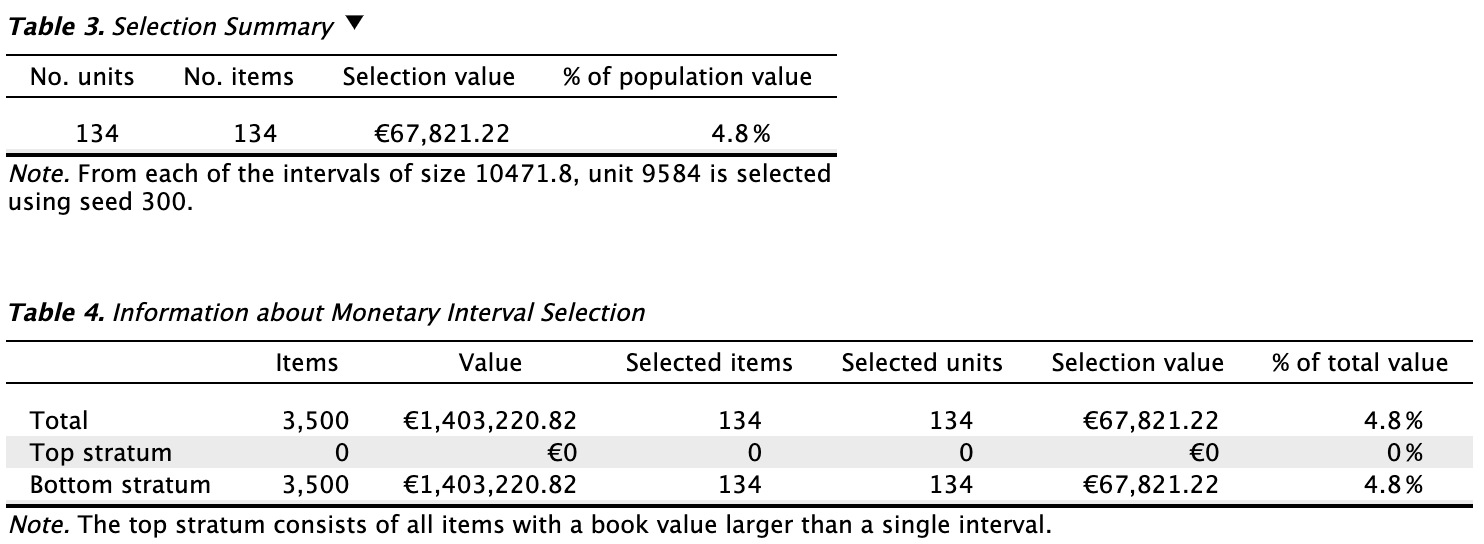 Table 3. Selection Summary ▼
No. units No. items Selection value % of population value
134 134 €67,821.22 4.8%
Note. From each of the intervals of size 10471.8, unit 9584 is selected
using seed 300.
Table 4. Information about Monetary Interval Selection
Items Value Selected items Selected units Selection value % of total value
Total 3,500 €1,403,220.82 134 134 €67,821.22 4.8%
Top stratum 0 €0 0 0 €0 0%
Bottom stratum 3,500 €1,403,220.82 134 134 €67,821.22 4.8%
Note. The top stratum consists of all items with a book value larger than a single interval.